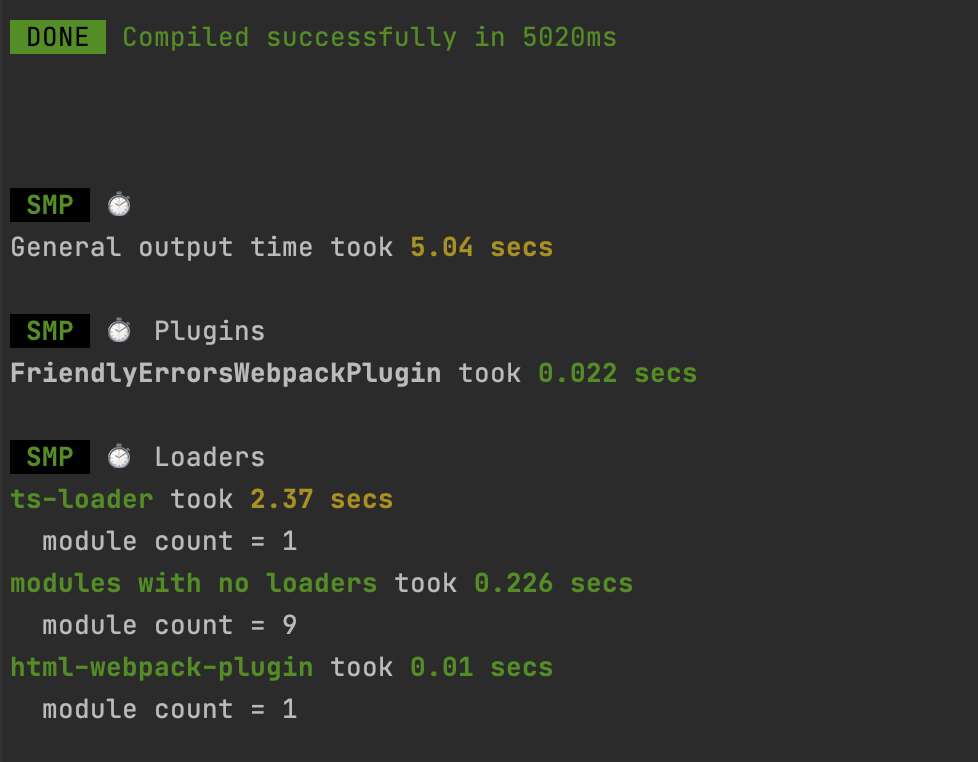 DONE Compiled successfully in 5020ms
SMP ⏱
General output time took 5.04 secs
SMP ⏱ Plugins
FriendlyErrorsWebpackPlugin took 0.022 secs
SMP ⏱ Loaders
ts-loader took 2.37 secs
module count = 1
modules with no loaders took 0.226 secs
module count = 9
html-webpack-plugin took 0.01 secs
module count = 1